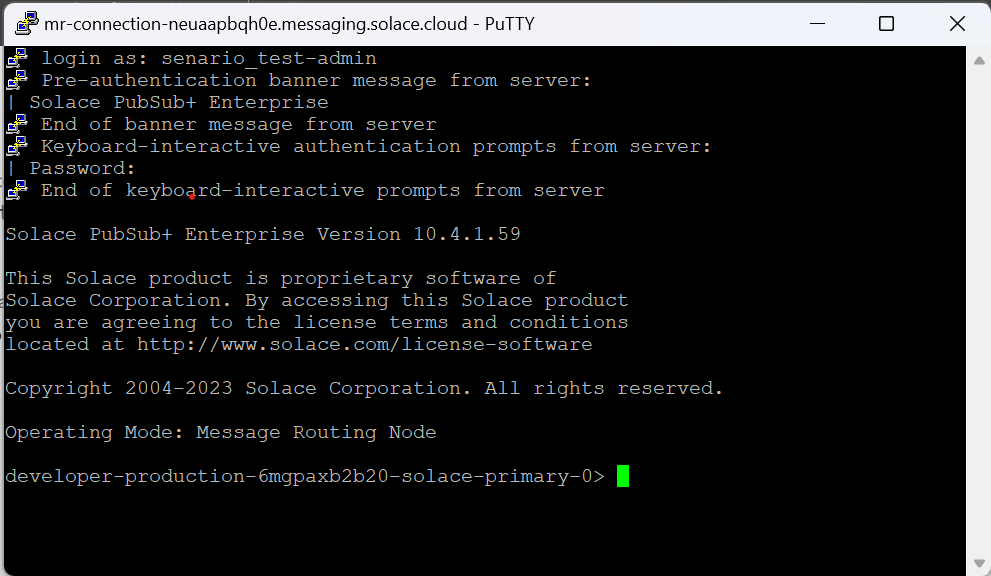 mr-connection-neuaapbqh0e.messaging.solace.cloud - PuTTY
login as: senario_test-admin
Pre-authentication banner message from server:
| Solace PubSub+ Enterprise
End of banner message from server
Keyboard-interactive authentication prompts from server:
| Password:
End of keyboard-interactive prompts from server
Solace PubSub+ Enterprise Version 10.4.1.59
This Solace product is proprietary software of
Solace Corporation. By accessing this Solace product
you are agreeing to the license terms and conditions
located at http://www.solace.com/license-software
Copyright 2004-2023 Solace Corporation. All rights reserved.
Operating Mode: Message Routing Node
developer-production-6mgpaxb2b20-solace-primary-0>